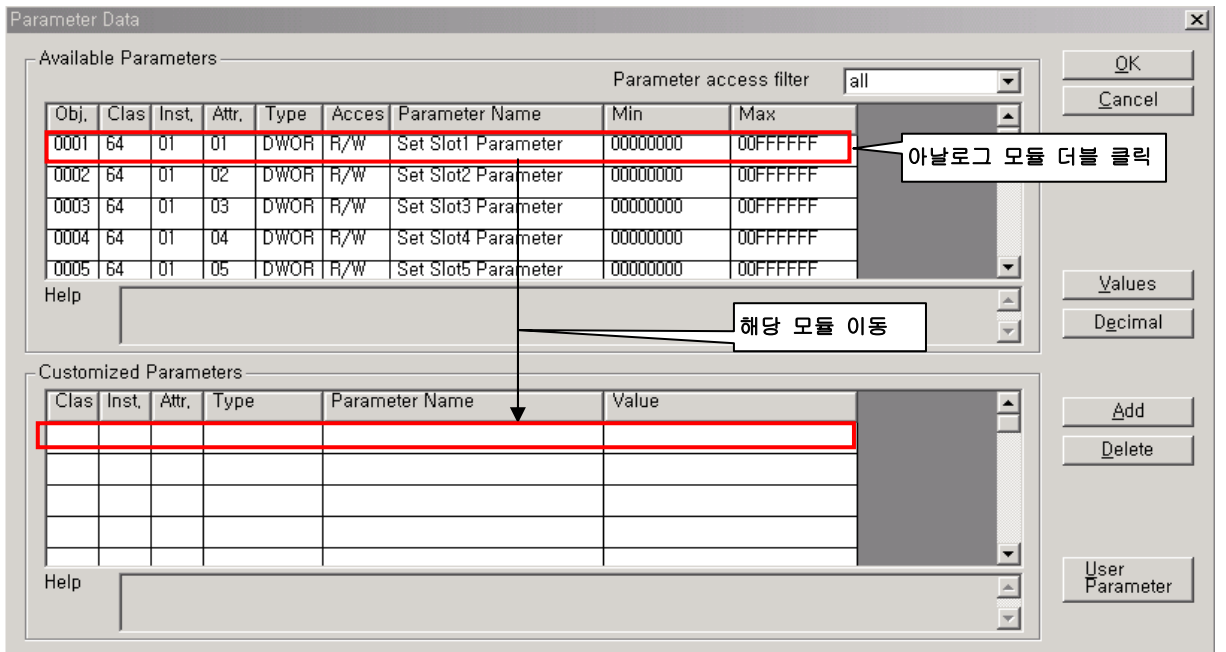 Parameter Data
Available Parameters
Parameter access filter all
Obj. Clas Inst. Attr. Type Acces Parameter Name Min Max
0001 64 01 01 DWOR R/W Set Slot1 Parameter 00000000 00FFFFFF
0002 64 01 02 DWOR R/W Set Slot2 Parameter 00000000 00FFFFFF
0003 64 01 03 DWOR R/W Set Slot3 Parameter 00000000 00FFFFFF
0004 64 01 04 DWOR R/W Set Slot4 Parameter 00000000 00FFFFFF
0005 64 01 05 DWOR R/W Set Slot5 Parameter 00000000 00FFFFFF
Help
OK
Cancel
아날로그 모듈 더블 클릭
Values
Decimal
해당 모듈 이동
Customized Parameters
Clas Inst. Attr. Type Parameter Name Value
Help
Add
Delete
User
Parameter